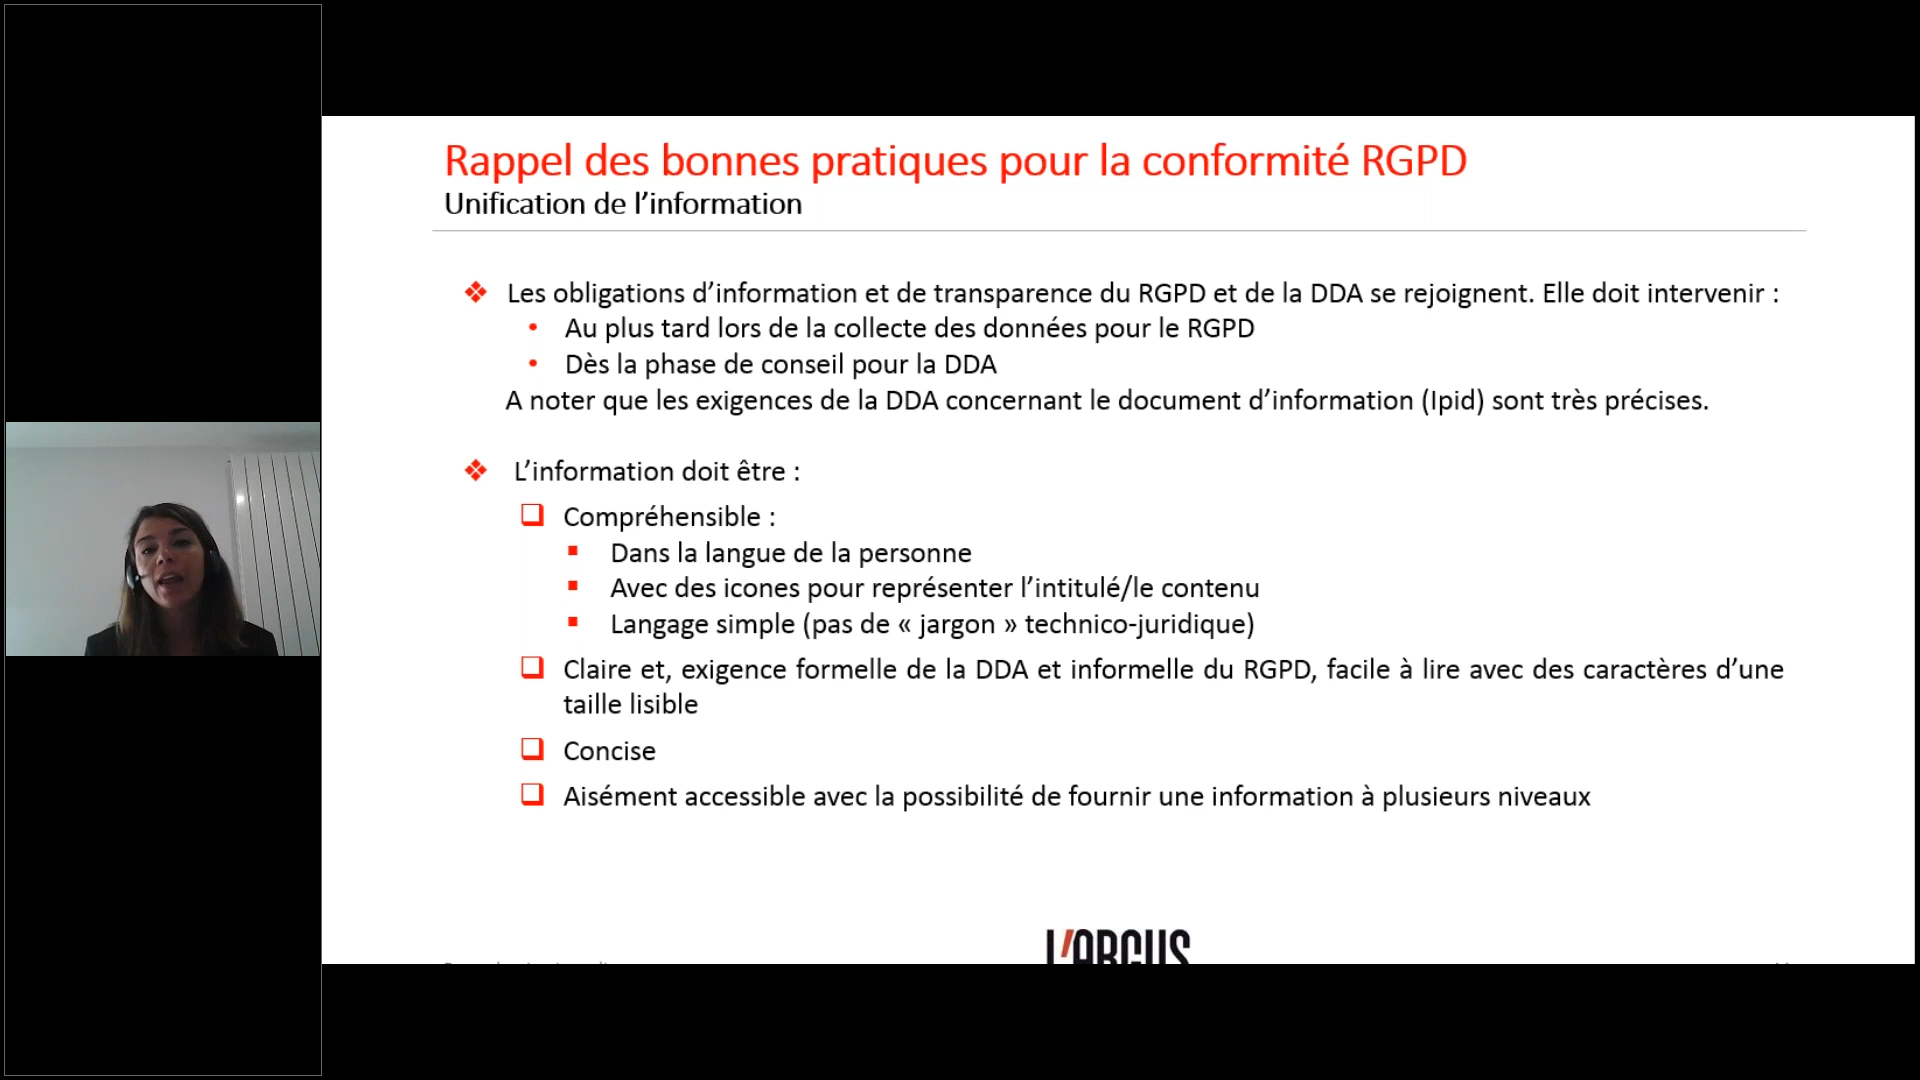 Rappel des bonnes pratiques pour la conformité RGPD
Unification de l’information
Les obligations d’information et de transparence du RGPD et de la DDA se rejoignent. Elle doit intervenir :
Au plus tard lors de la collecte des données pour le RGPD
Dès la phase de conseil pour la DDA
A noter que les exigences de la DDA concernant le document d’information (Ipid) sont très précises.
L’information doit être :
Compréhensible :
Dans la langue de la personne
Avec des icones pour représenter l’intitulé/le contenu
Langage simple (pas de « jargon » technico-juridique)
Claire et, exigence formelle de la DDA et informelle du RGPD, facile à lire avec des caractères d’une
taille lisible
Concise
Aisément accessible avec la possibilité de fournir une information à plusieurs niveaux
L’ARGUS